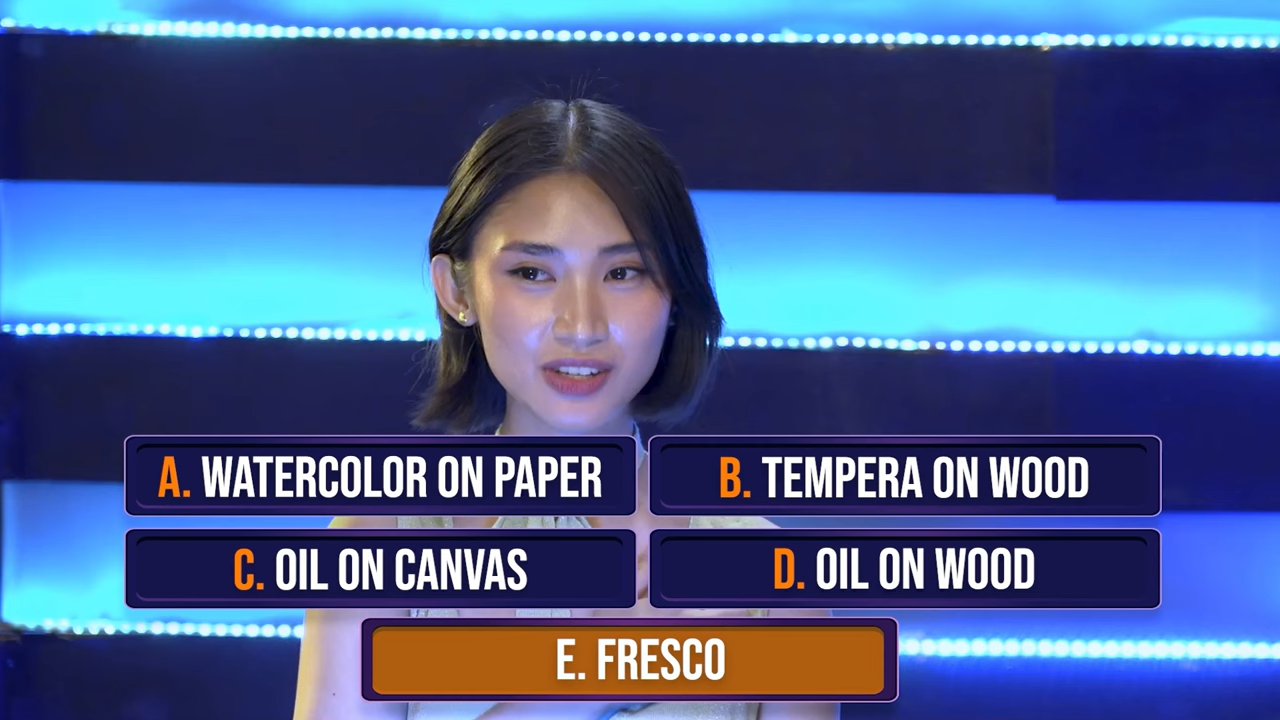 A. WATERCOLOR ON PAPER
B. TEMPERA ON WOOD
C. OIL ON CANVAS
D. OIL ON WOOD
E. FRESCO